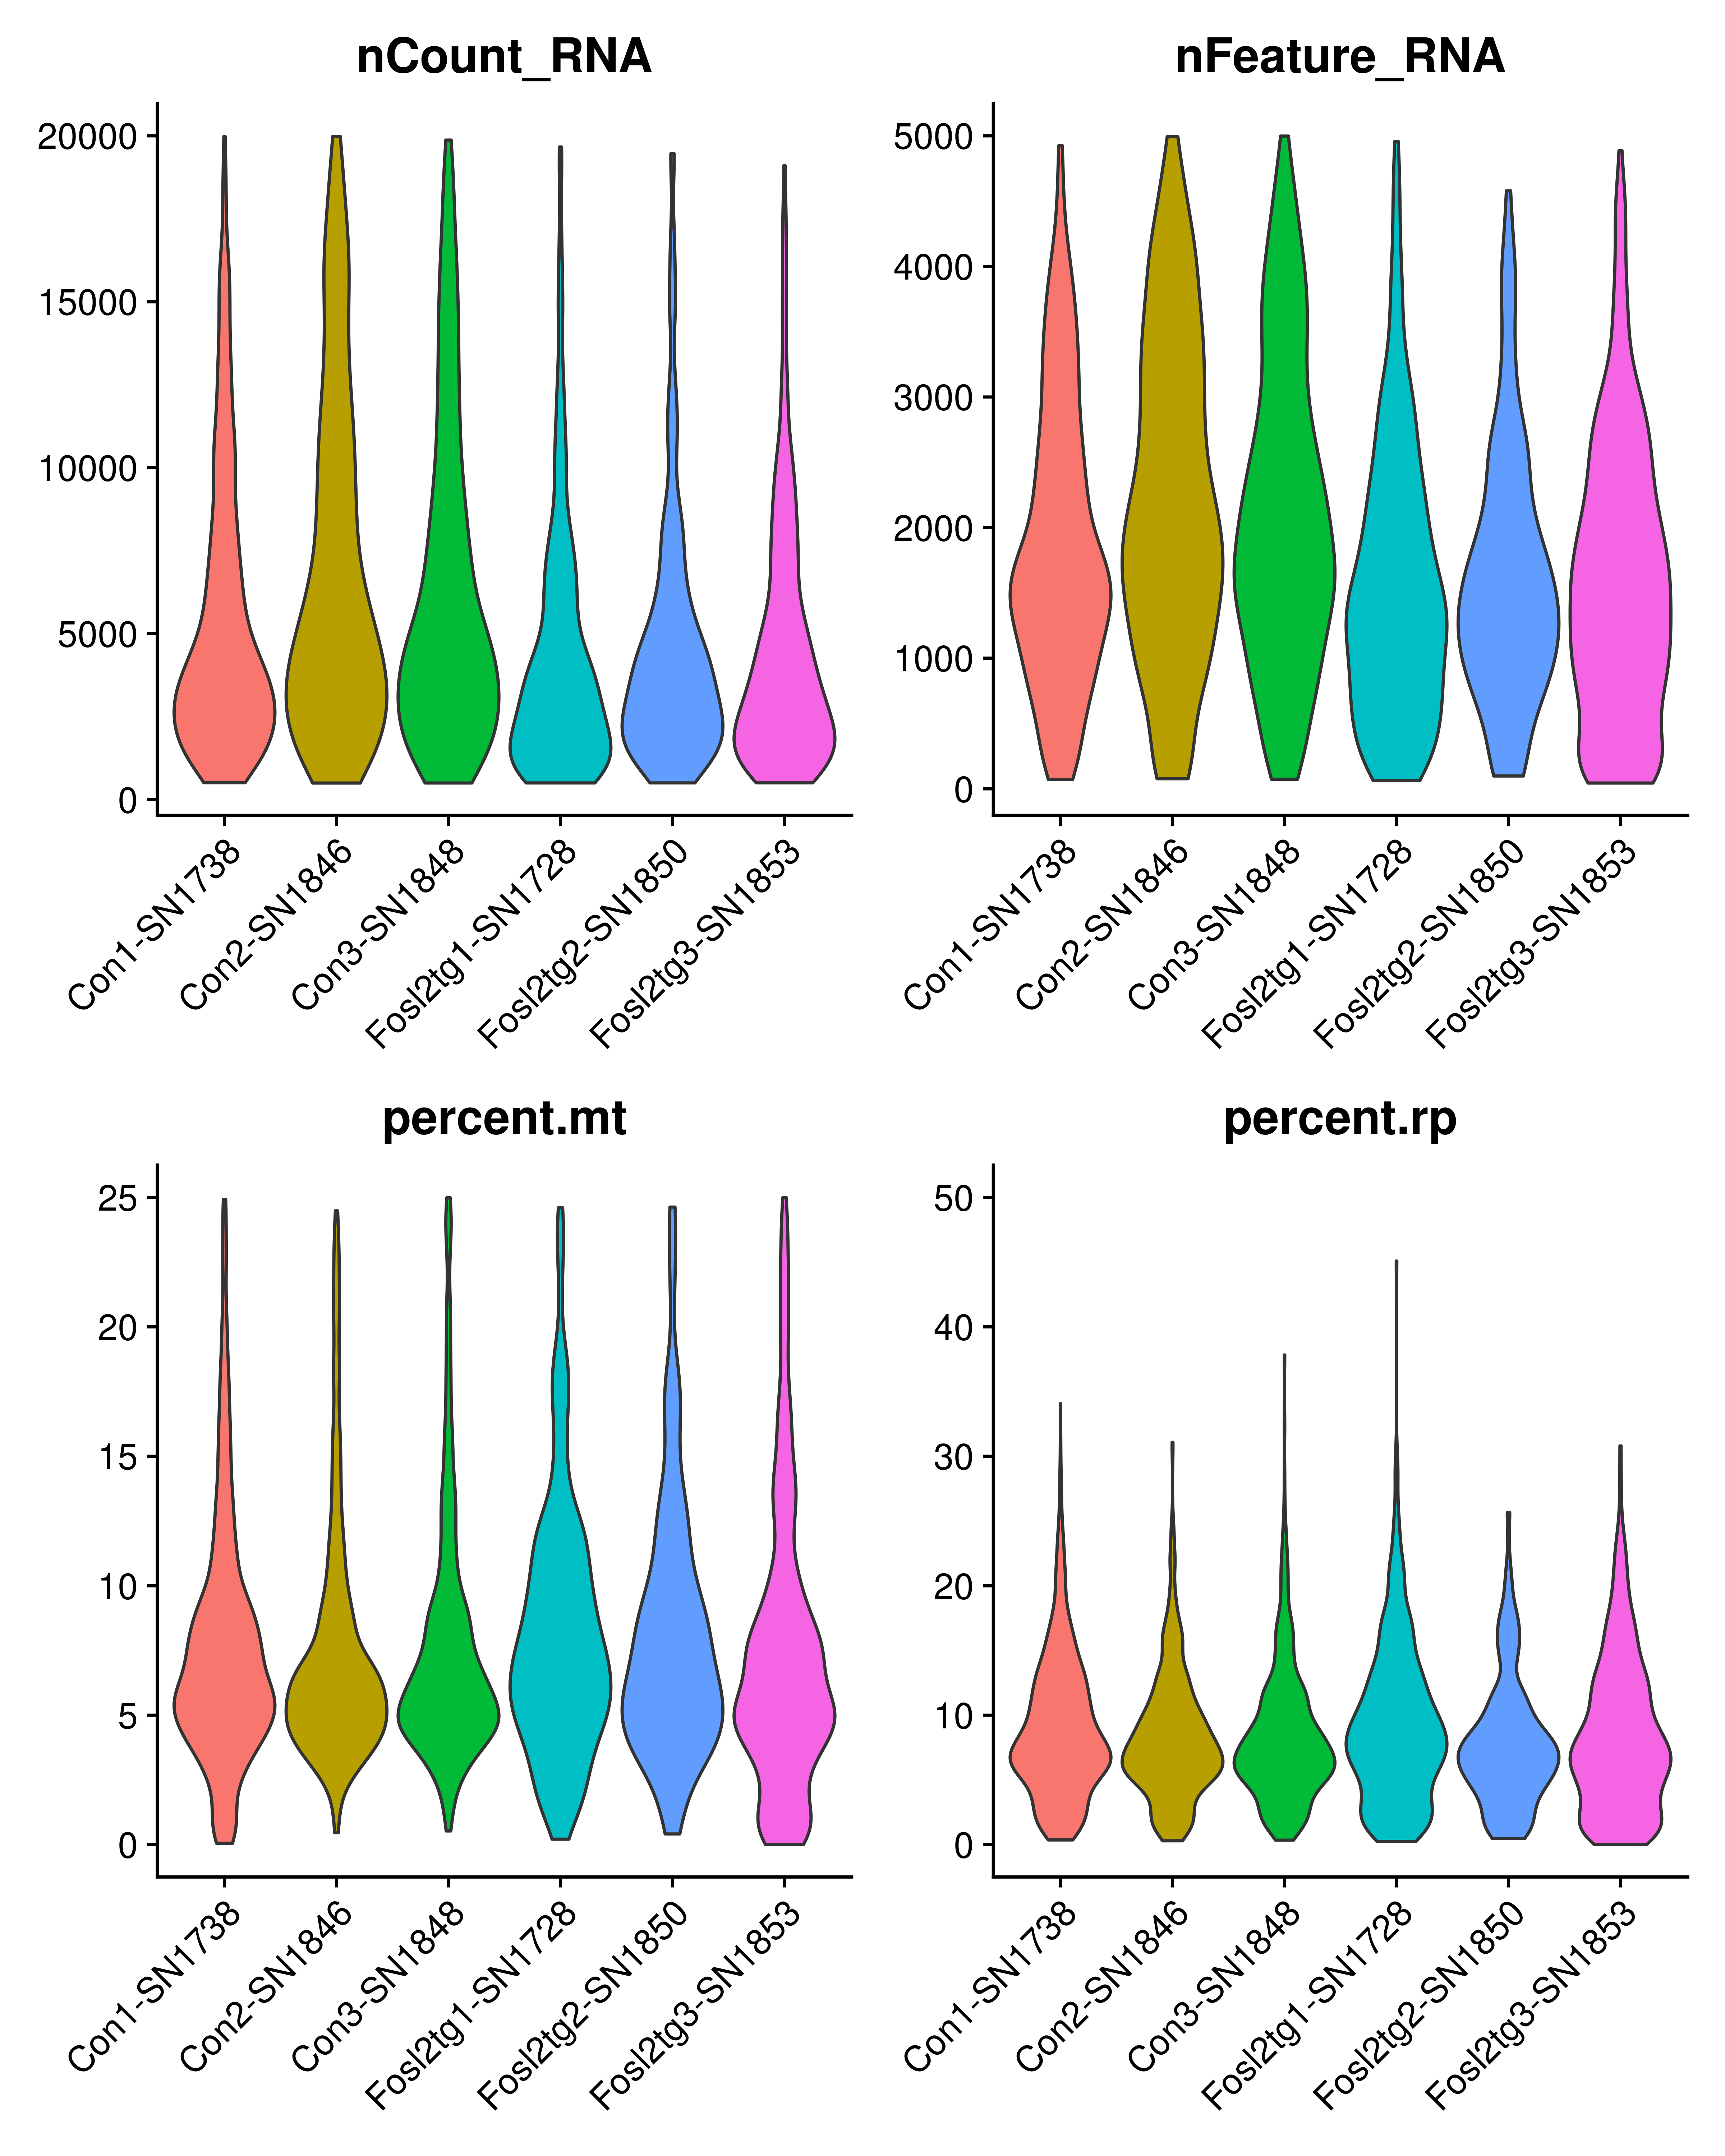 nCount_RNA
20000
15000
10000
5000
0
Con1-SN1738
Con2-SN1846
Con3-SN1848
Fosl2tg1-SN1728
Fosl2tg2-SN1850
Fosl2tg3-SN1853
nFeature_RNA
5000
4000
3000
2000
1000
0
Con1-SN1738
Con2-SN1846
Con3-SN1848
Fosl2tg1-SN1728
Fosl2tg2-SN1850
Fosl2tg3-SN1853
percent.mt
25
20
15
10
5
0
Con1-SN1738
Con2-SN1846
Con3-SN1848
Fosl2tg1-SN1728
Fosl2tg2-SN1850
Fosl2tg3-SN1853
percent.rp
50
40
30
20
10
0
Con1-SN1738
Con2-SN1846
Con3-SN1848
Fosl2tg1-SN1728
Fosl2tg2-SN1850
Fosl2tg3-SN1853